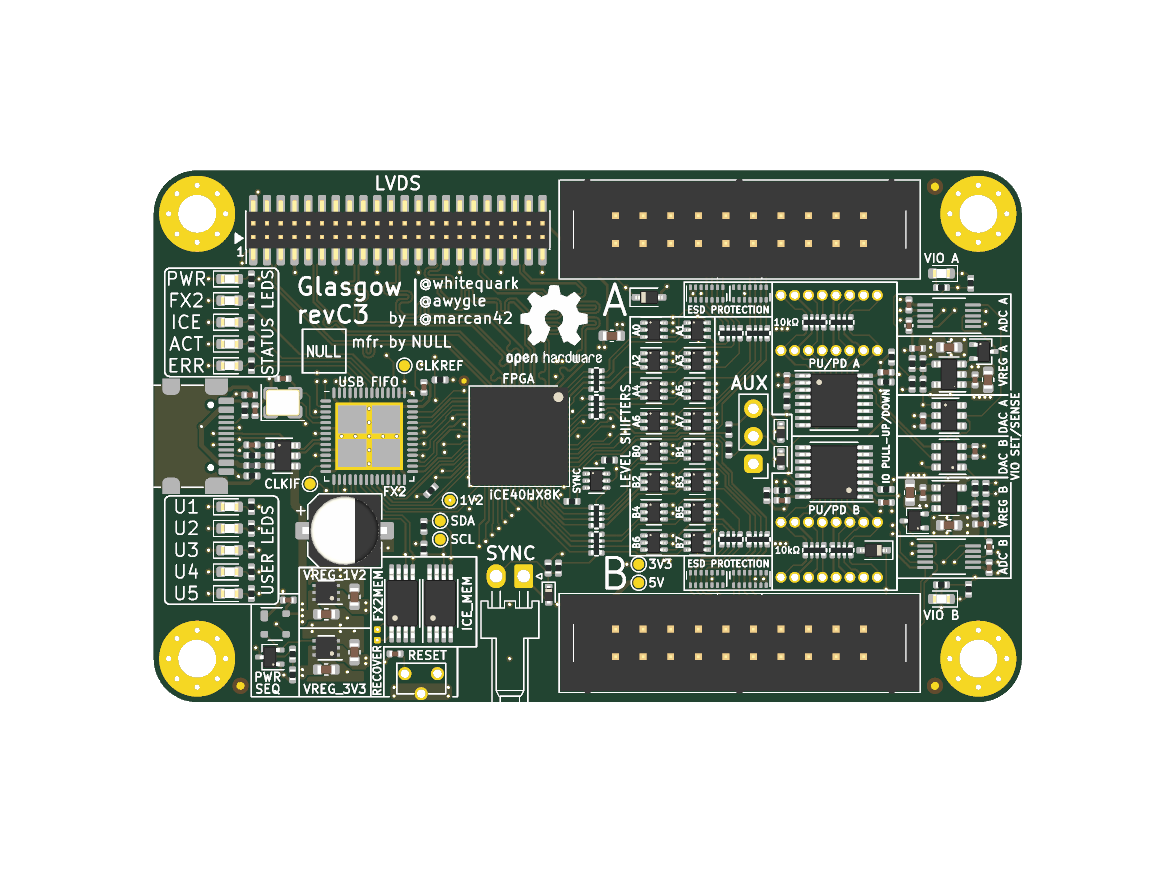 LVDS
1
PWR
FX2
ICE
ACT
ERR
STATUS LEDS
Glasgow
revC3
by
@whitequark
@awygle
@marcan42
NULL
mfr. by NULL
open hardware
CLKREF
USB FIFO
FX2
FPGA
iCE40HX8K
CLKIF
1V2
SDA
SCL
SYNC
SYNC
U1
U2
U3
U4
U5
USER LEDS
+
VREG 1V2
VREG_3V3
PWR
SEQ
FX2MEM
ICE_MEM
RECOVER
RESET
A
B
3V3
5V
LEVEL SHIFTERS
A0
A1
A2
A3
A4
A5
A6
A7
B0
B1
B2
B3
B4
B5
B6
B7
ESD PROTECTION
ESD PROTECTION
AUX
10kΩ
PU/PD A
PU/PD B
10kΩ
IO PULL-UP/DOWN
VIO A
ADC A
VREG A
DAC A
DAC B
VIO SET/SENSE
VREG B
ADC B
VIO B